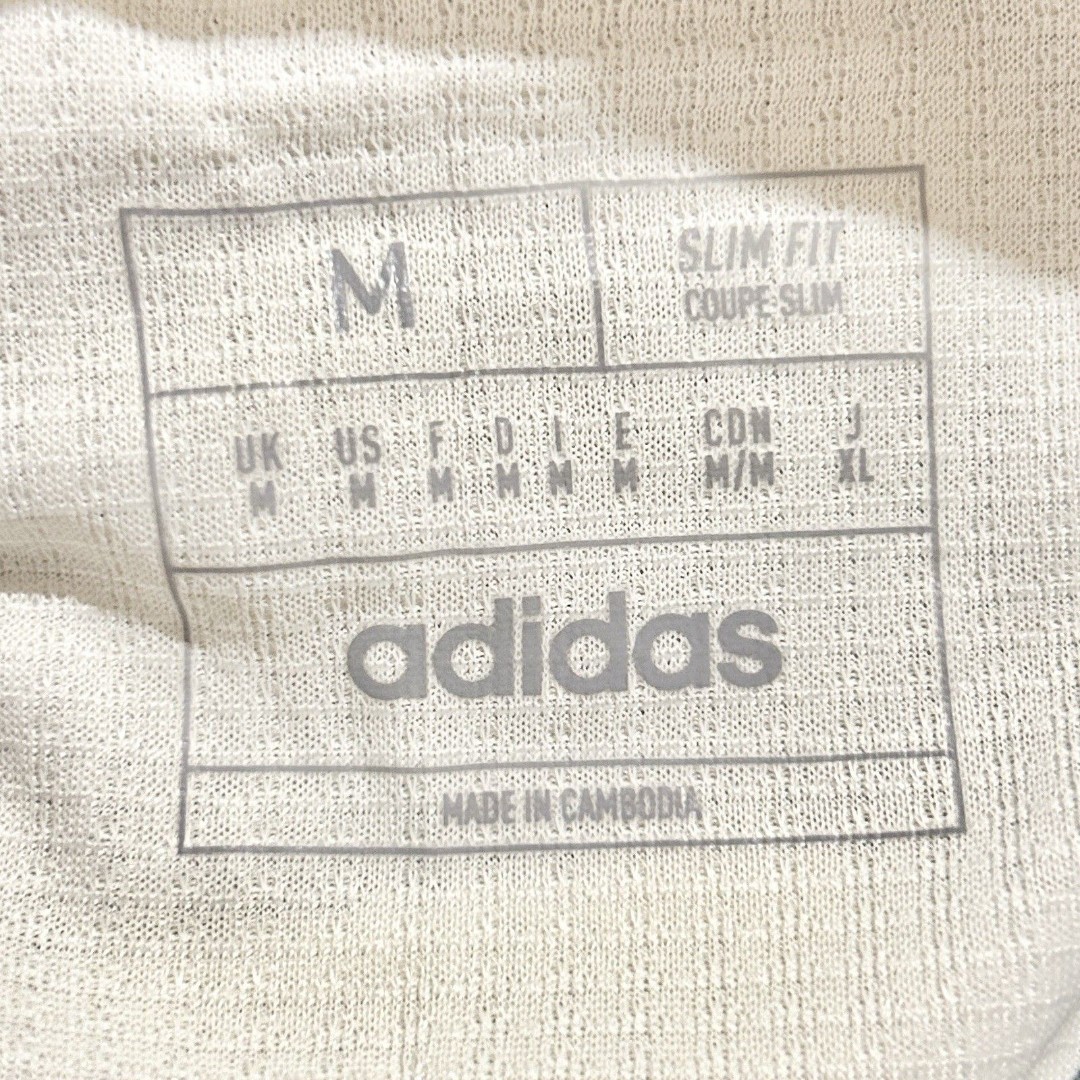 M
SLIM FIT
COUPE SLIM
UK US F D I E CDN J
M M M M M M M/M XL
adidas
MADE IN CAMBODIA